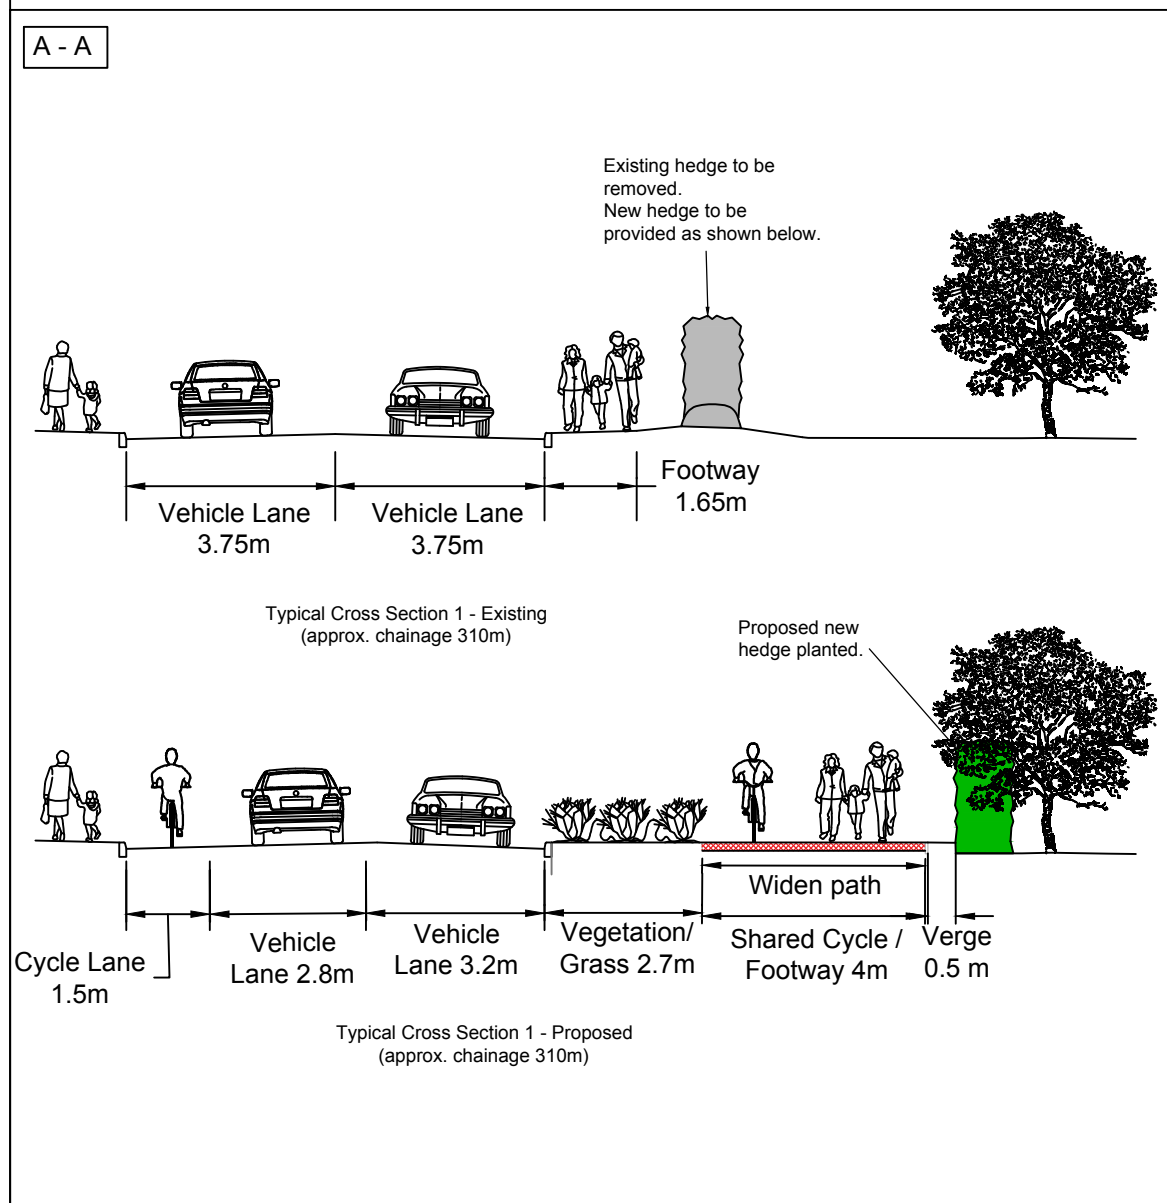 A - A
Existing hedge to be
removed.
New hedge to be
provided as shown below.
Footway
1.65m
Vehicle Lane
3.75m
Vehicle Lane
3.75m
Typical Cross Section 1 - Existing
(approx. chainage 310m)
Proposed new
hedge planted.
Widen path
Cycle Lane
1.5m
Vehicle
Lane 2.8m
Vehicle
Lane 3.2m
Vegetation/
Grass 2.7m
Shared Cycle /
Footway 4m
Verge
0.5 m
Typical Cross Section 1 - Proposed
(approx. chainage 310m)